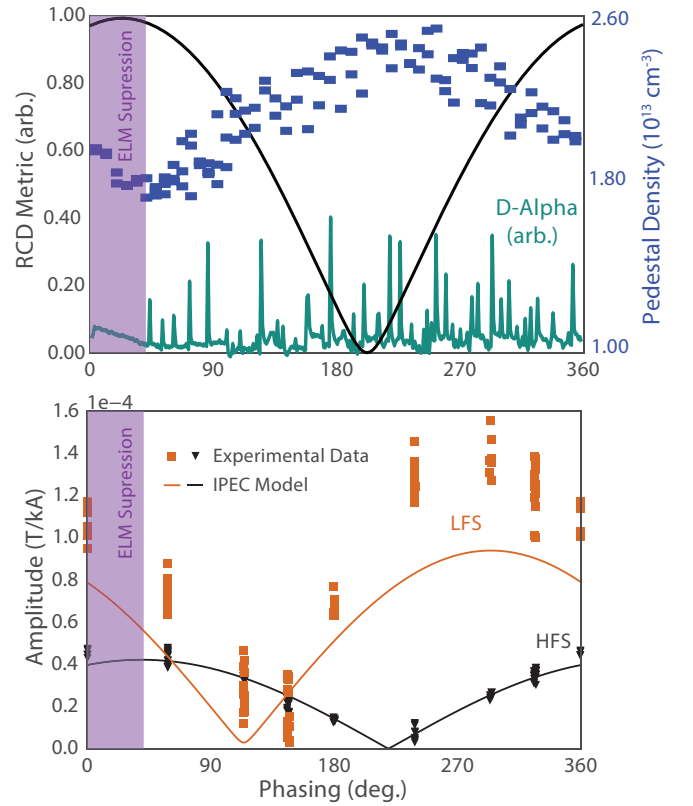 1.00
0.80
0.60
0.40
0.20
0.00
RCD Metric (arb.)
ELM Supression
D-Alpha
(arb.)
2.60
1.80
1.00
Pedestal Density (10¹³ cm⁻³)
0
90
180
270
360
1e−4
1.6
1.4
1.2
1.0
0.8
0.6
0.4
0.2
0.0
Amplitude (T/kA)
ELM Supression
Experimental Data
IPEC Model
LFS
HFS
0
90
180
270
360
Phasing (deg.)